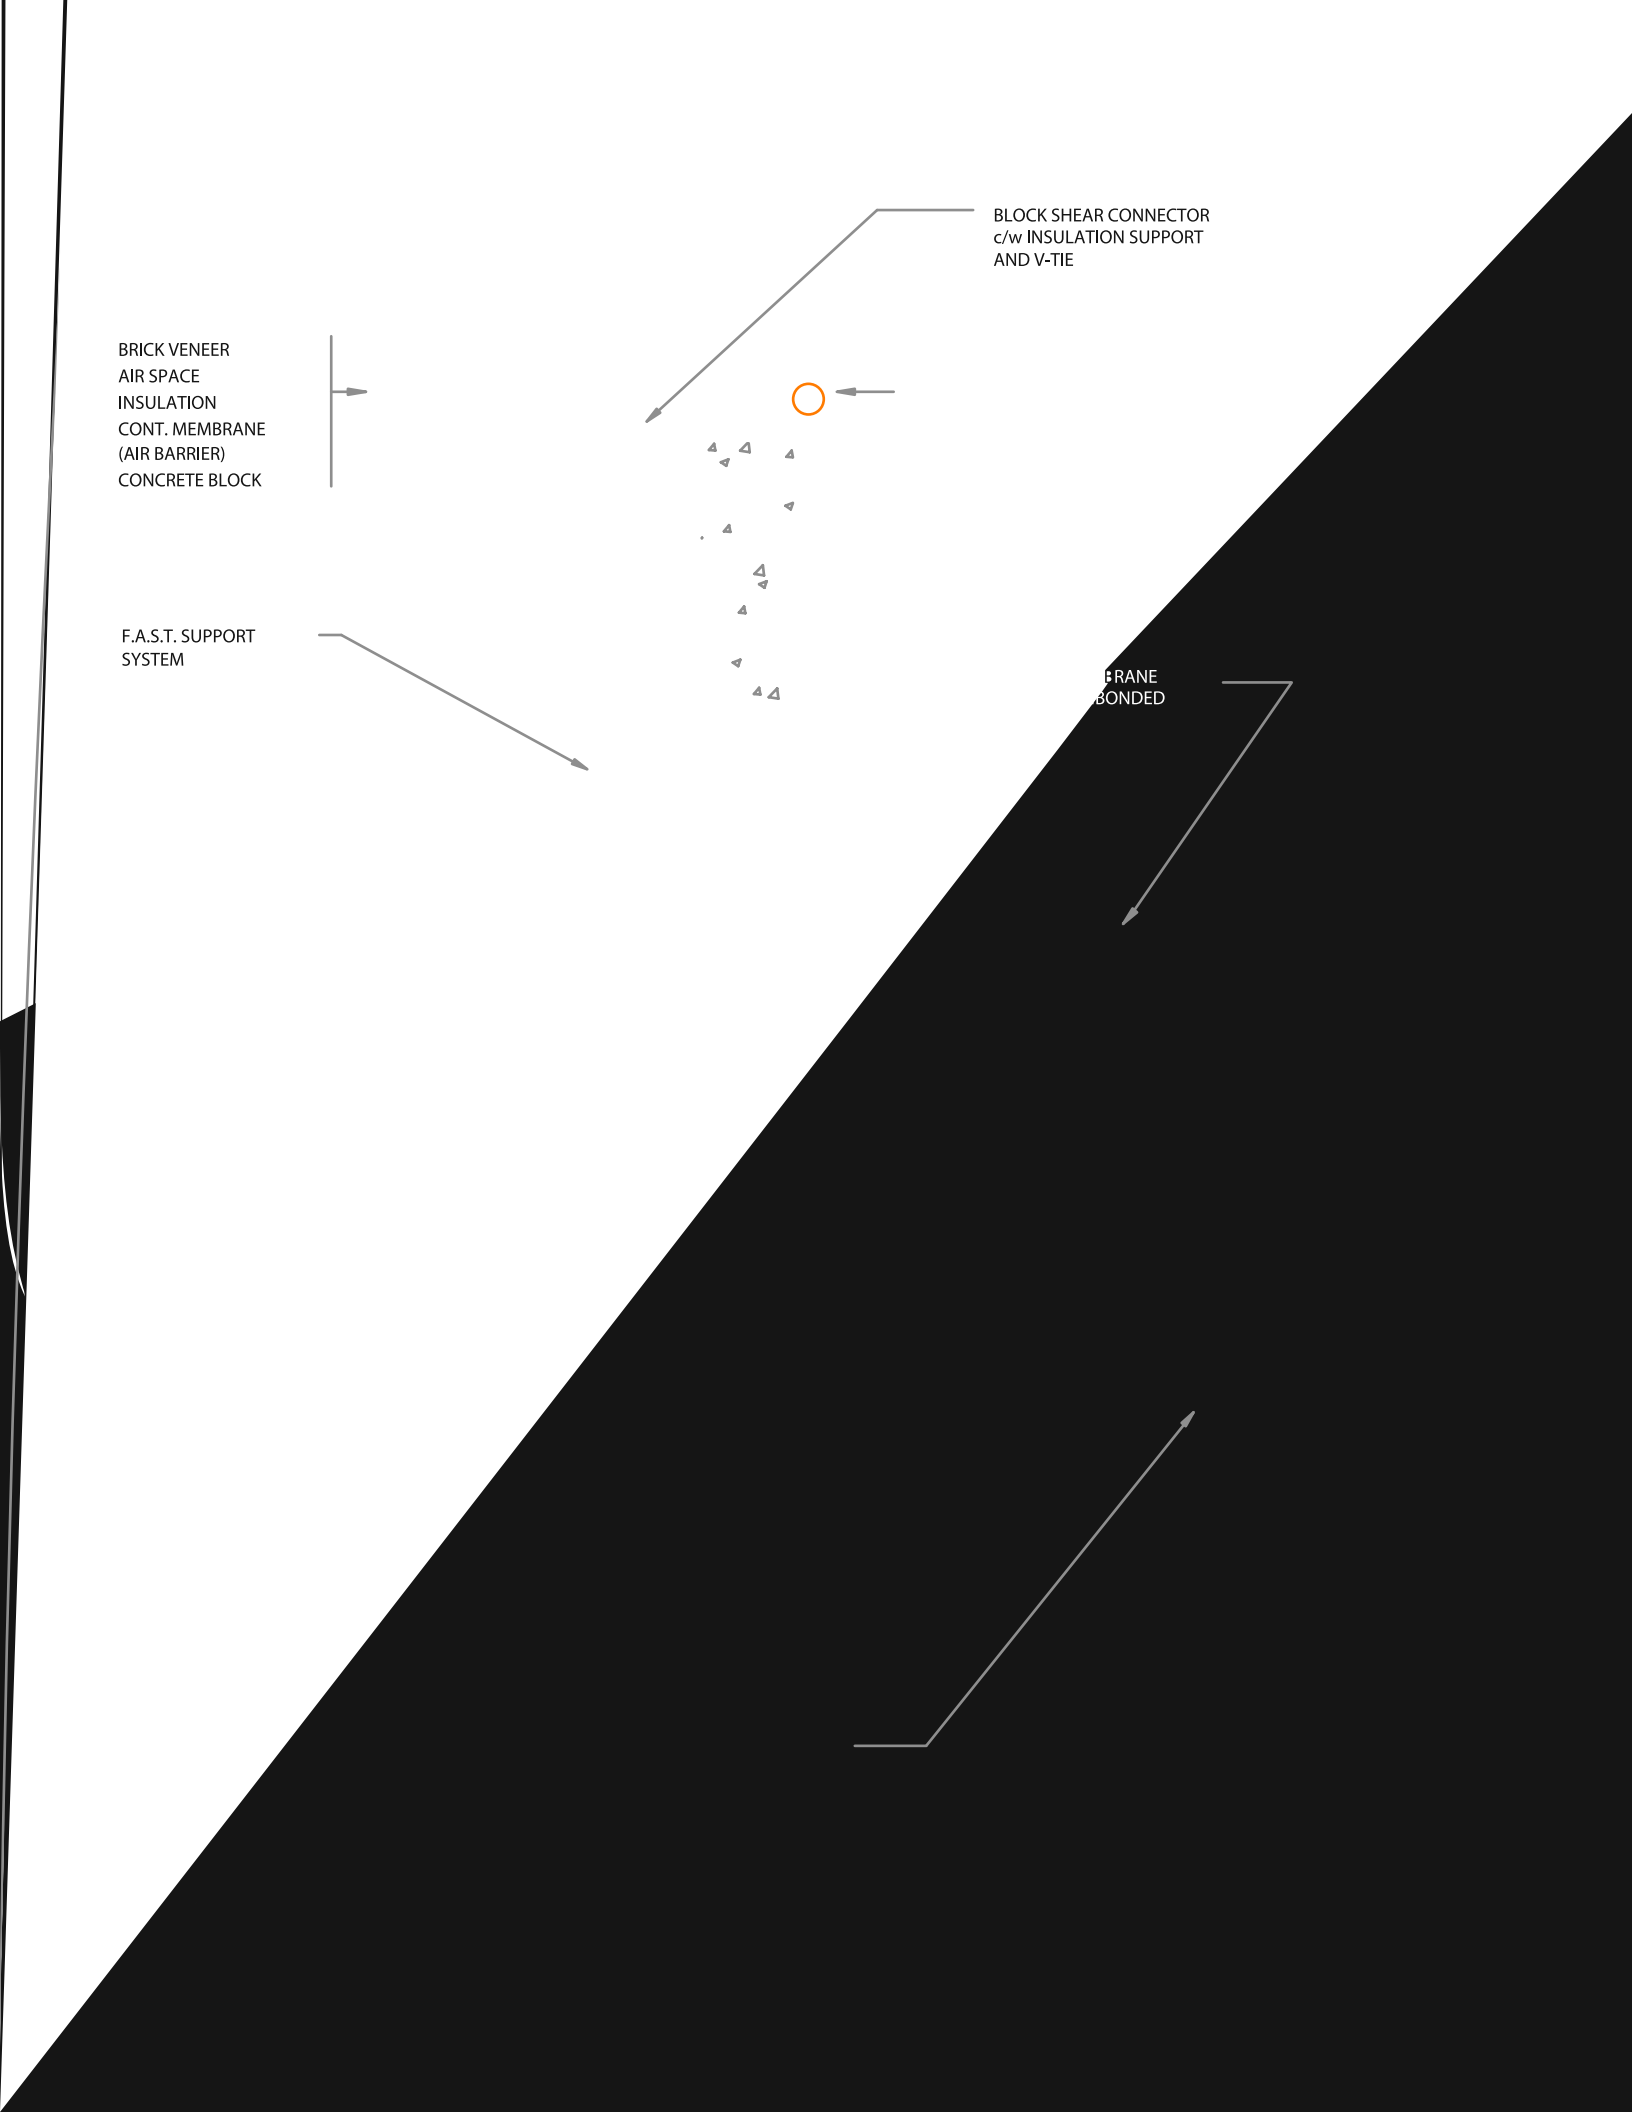 BLOCK SHEAR CONNECTOR
c/w INSULATION SUPPORT
AND V-TIE
BRICK VENEER
AIR SPACE
INSULATION
CONT. MEMBRANE
(AIR BARRIER)
CONCRETE BLOCK
F.A.S.T. SUPPORT
SYSTEM
BRANE
BONDED